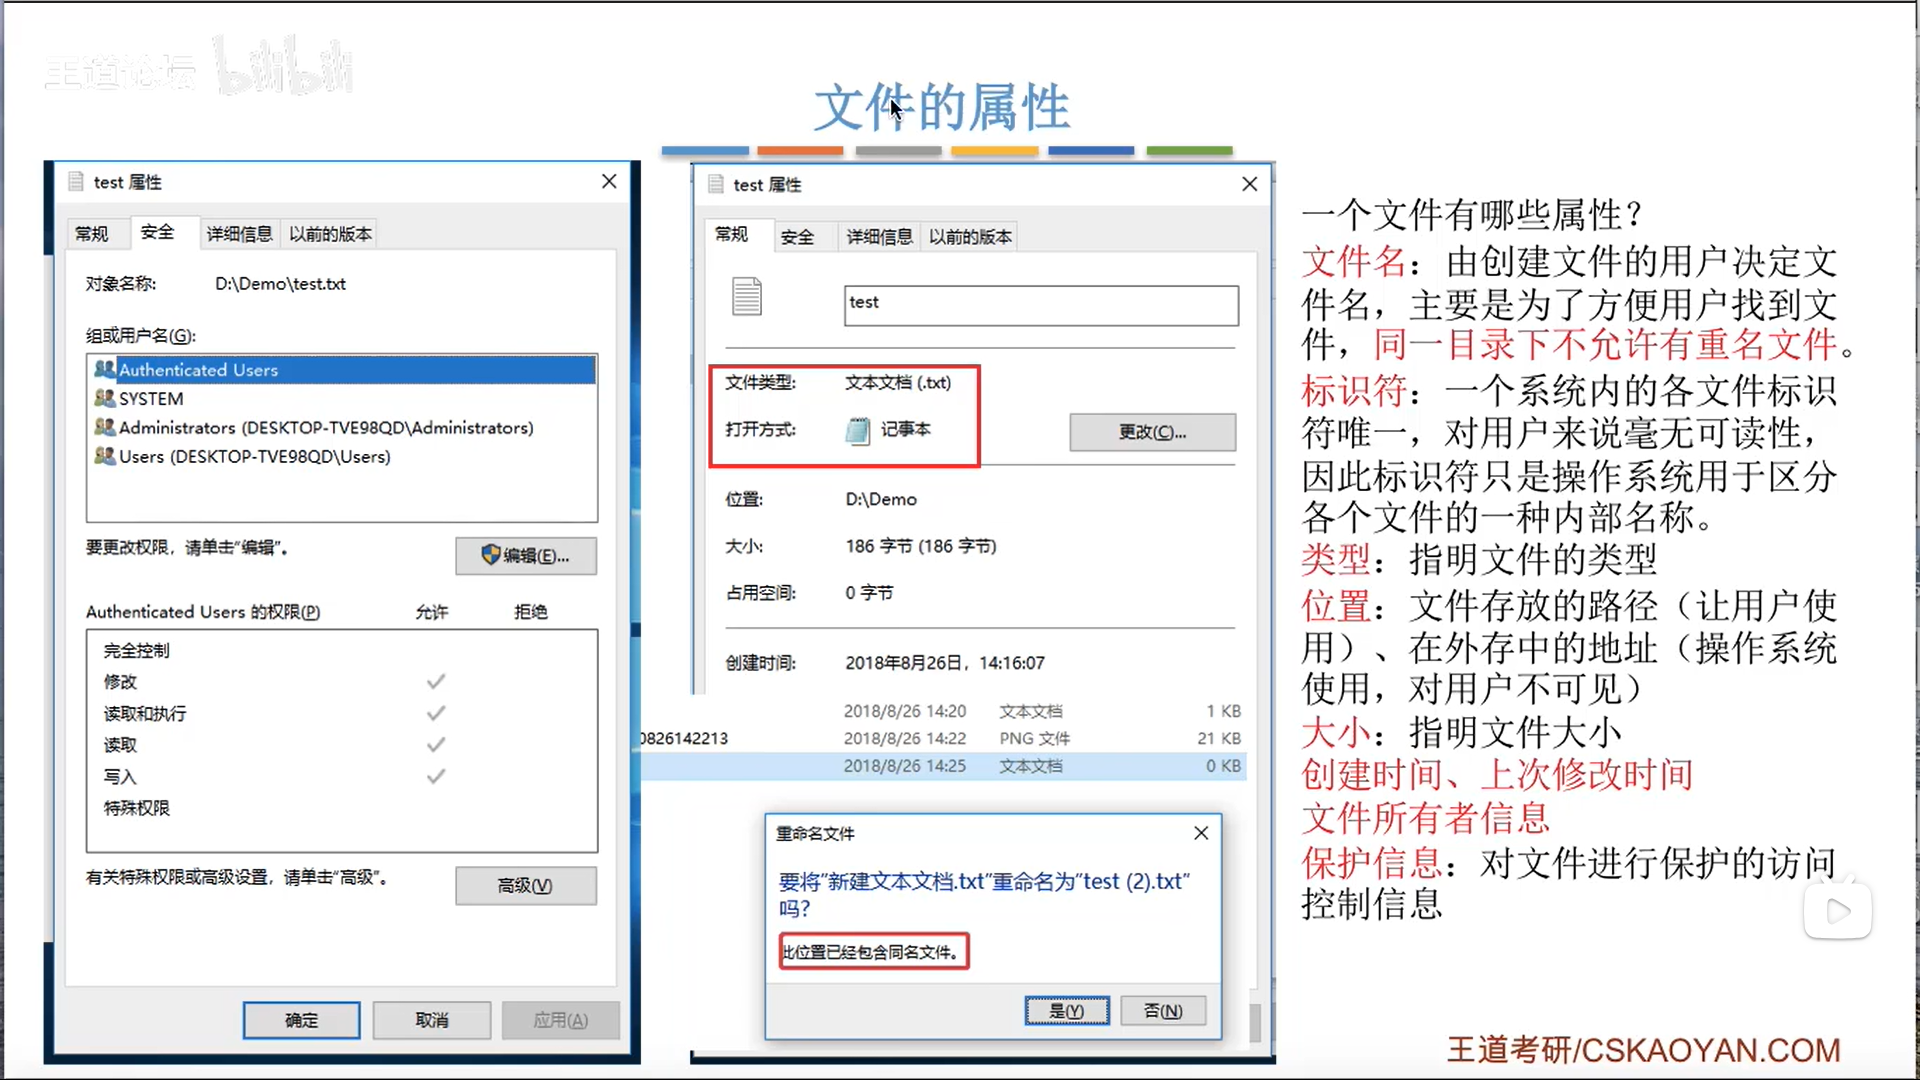 王道论坛 bilibili
文件的属性
test 属性
常规 安全 详细信息 以前的版本
对象名称: D:\Demo\test.txt
组或用户名(G):
Authenticated Users
SYSTEM
Administrators (DESKTOP-TVE98QD\Administrators)
Users (DESKTOP-TVE98QD\Users)
要更改权限，请单击"编辑"。
编辑(E)...
Authenticated Users 的权限(P) 允许 拒绝
完全控制
修改
读取和执行
读取
写入
特殊权限
有关特殊权限或高级设置，请单击"高级"。
高级(V)
确定 取消 应用(A)
test 属性
常规 安全 详细信息 以前的版本
test
文件类型: 文本文档 (.txt)
打开方式: 记事本
更改(C)...
位置: D:\Demo
大小: 186 字节 (186 字节)
占用空间: 0 字节
创建时间: 2018年8月26日，14:16:07
2018/8/26 14:20 文本文档 1 KB
0826142213 2018/8/26 14:22 PNG 文件 21 KB
2018/8/26 14:25 文本文档 0 KB
重命名文件
要将"新建文本文档.txt"重命名为"test (2).txt"
吗?
此位置已经包含同名文件。
是(Y) 否(N)
一个文件有哪些属性？
文件名：由创建文件的用户决定文
件名，主要是为了方便用户找到文
件，同一目录下不允许有重名文件。
标识符：一个系统内的各文件标识
符唯一，对用户来说毫无可读性，
因此标识符只是操作系统用于区分
各个文件的一种内部名称。
类型：指明文件的类型
位置：文件存放的路径（让用户使
用）、在外存中的地址（操作系统
使用，对用户不可见）
大小：指明文件大小
创建时间、上次修改时间
文件所有者信息
保护信息：对文件进行保护的访问
控制信息
王道考研/CSKAOYAN.COM